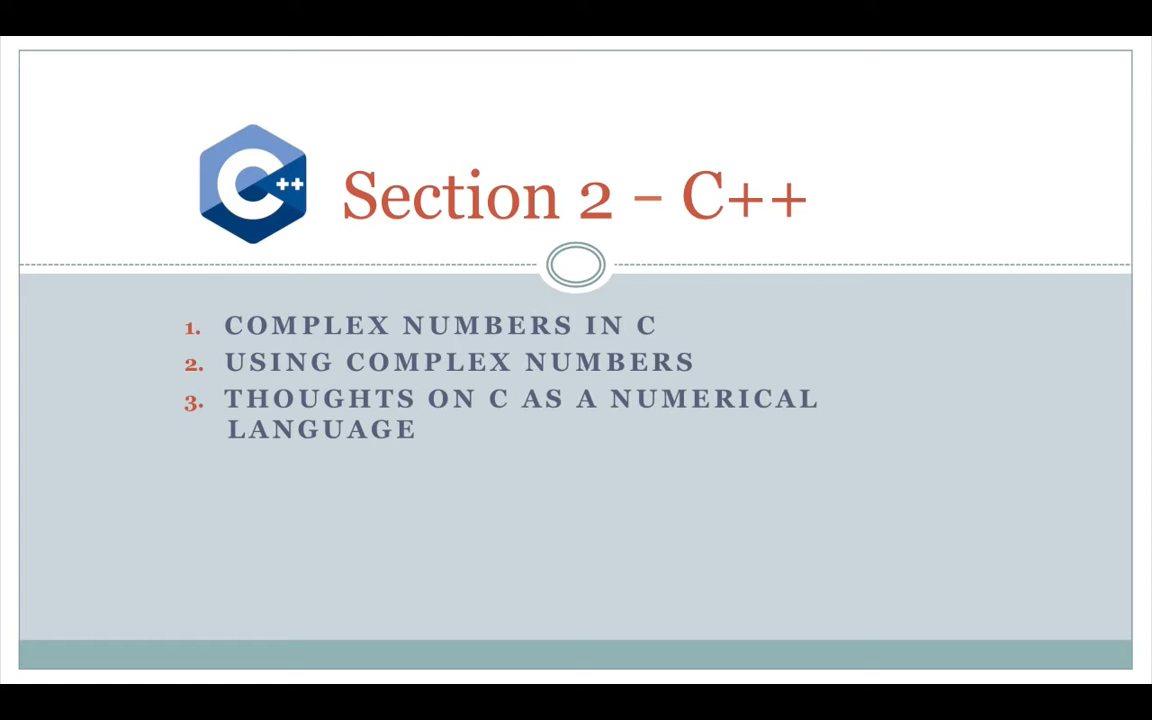 C++
Section 2 – C++
1. COMPLEX NUMBERS IN C
2. USING COMPLEX NUMBERS
3. THOUGHTS ON C AS A NUMERICAL
LANGUAGE